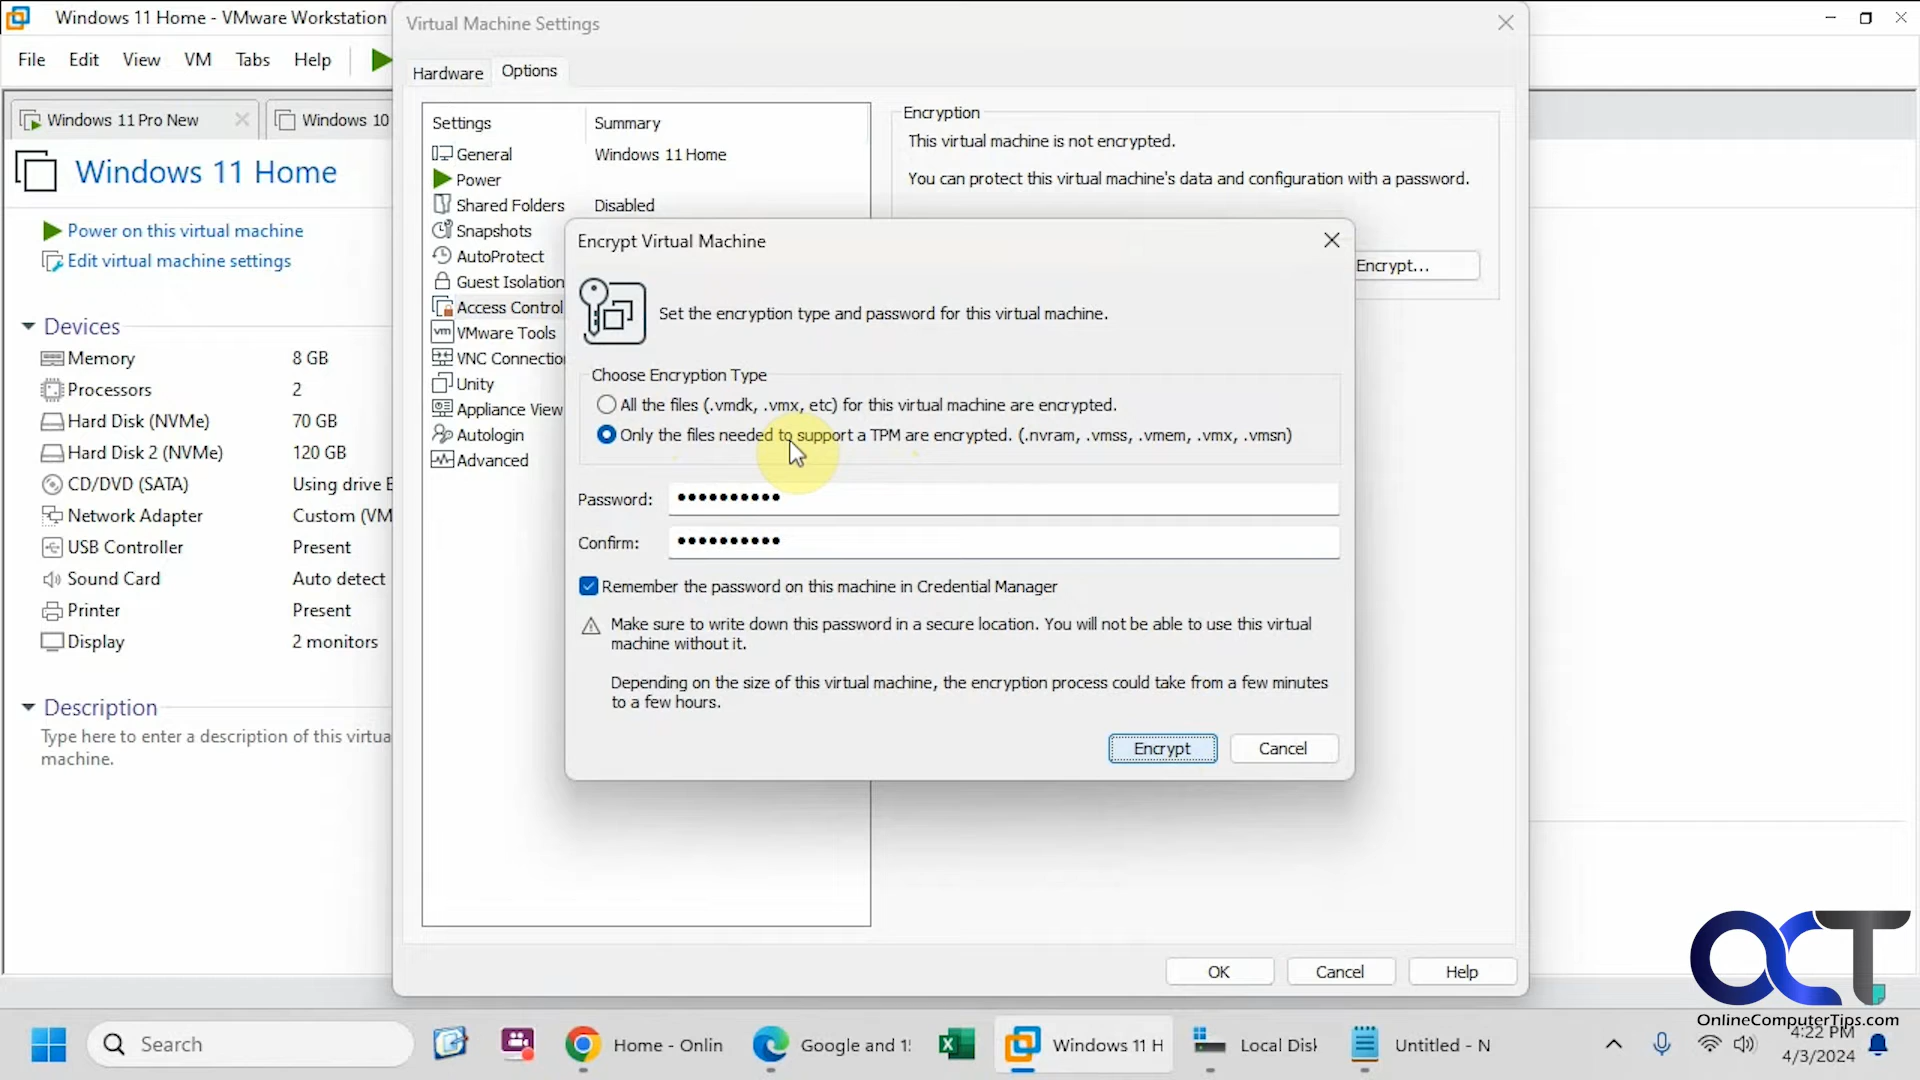 Windows 11 Home - VMware Workstation
File Edit View VM Tabs Help
Windows 11 Pro New
Windows 10
Windows 11 Home
Power on this virtual machine
Edit virtual machine settings
Devices
Memory 8 GB
Processors 2
Hard Disk (NVMe) 70 GB
Hard Disk 2 (NVMe) 120 GB
CD/DVD (SATA) Using drive E
Network Adapter Custom (VM
USB Controller Present
Sound Card Auto detect
Printer Present
Display 2 monitors
Description
Type here to enter a description of this virtua
machine.
Virtual Machine Settings
Hardware Options
Settings Summary
General Windows 11 Home
Power
Shared Folders Disabled
Snapshots
AutoProtect
Guest Isolation
Access Control
vm VMware Tools
VNC Connectio
Unity
Appliance View
Autologin
Advanced
Encryption
This virtual machine is not encrypted.
You can protect this virtual machine's data and configuration with a password.
Encrypt...
Encrypt Virtual Machine
Set the encryption type and password for this virtual machine.
Choose Encryption Type
All the files (.vmdk, .vmx, etc) for this virtual machine are encrypted.
Only the files needed to support a TPM are encrypted. (.nvram, .vmss, .vmem, .vmx, .vmsn)
Password: ••••••••••
Confirm: ••••••••••
Remember the password on this machine in Credential Manager
Make sure to write down this password in a secure location. You will not be able to use this virtual
machine without it.
Depending on the size of this virtual machine, the encryption process could take from a few minutes
to a few hours.
Encrypt Cancel
OK Cancel Help
OCT
OnlineComputerTips.com
Search
Home - Onlin
Google and 1
Windows 11 H
Local Disk
Untitled - N
4:22 PM
4/3/2024